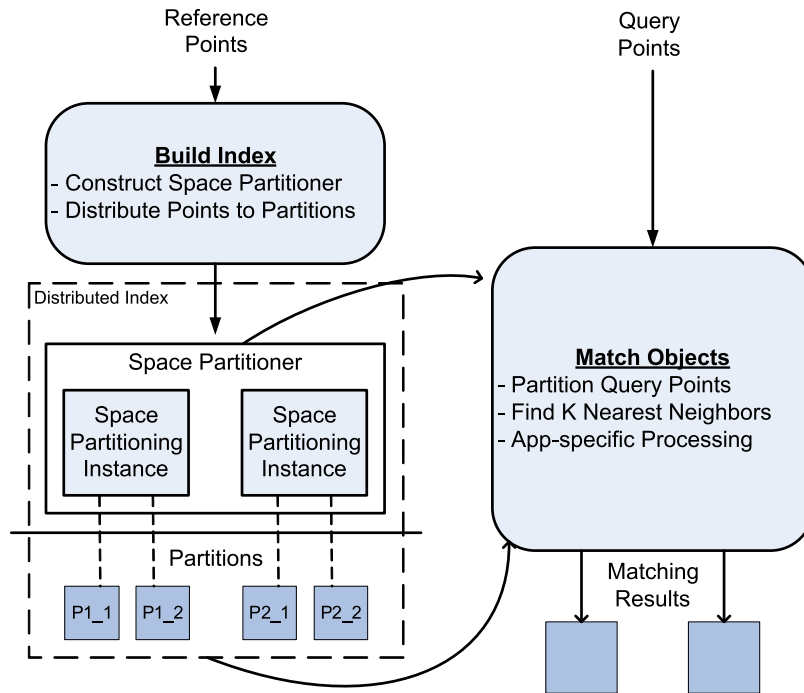 Reference
Points
Query
Points
Build Index
- Construct Space Partitioner
- Distribute Points to Partitions
Distributed Index
Space Partitioner
Space
Partitioning
Instance
Space
Partitioning
Instance
Partitions
P1_1
P1_2
P2_1
P2_2
Match Objects
- Partition Query Points
- Find K Nearest Neighbors
- App-specific Processing
Matching
Results